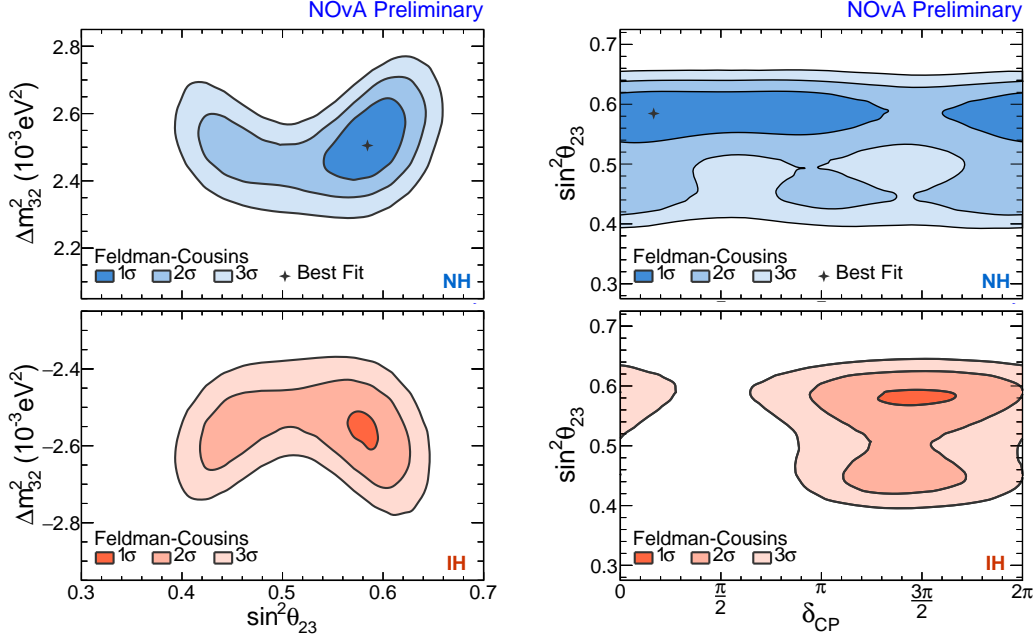 NOvA Preliminary
2.8
2.6
2.4
2.2
Δm²₃₂ (10⁻³eV²)
Feldman-Cousins
1σ 2σ 3σ Best Fit
NH
−2.4
−2.6
−2.8
Δm²₃₂ (10⁻³eV²)
Feldman-Cousins
1σ 2σ 3σ
IH
0.3 0.4 0.5 0.6 0.7
sin²θ₂₃
NOvA Preliminary
0.7
0.6
0.5
0.4
0.3
sin²θ₂₃
Feldman-Cousins
1σ 2σ 3σ Best Fit
NH
0.7
0.6
0.5
0.4
0.3
sin²θ₂₃
Feldman-Cousins
1σ 2σ 3σ
IH
0 π/2 π 3π/2 2π
δCP